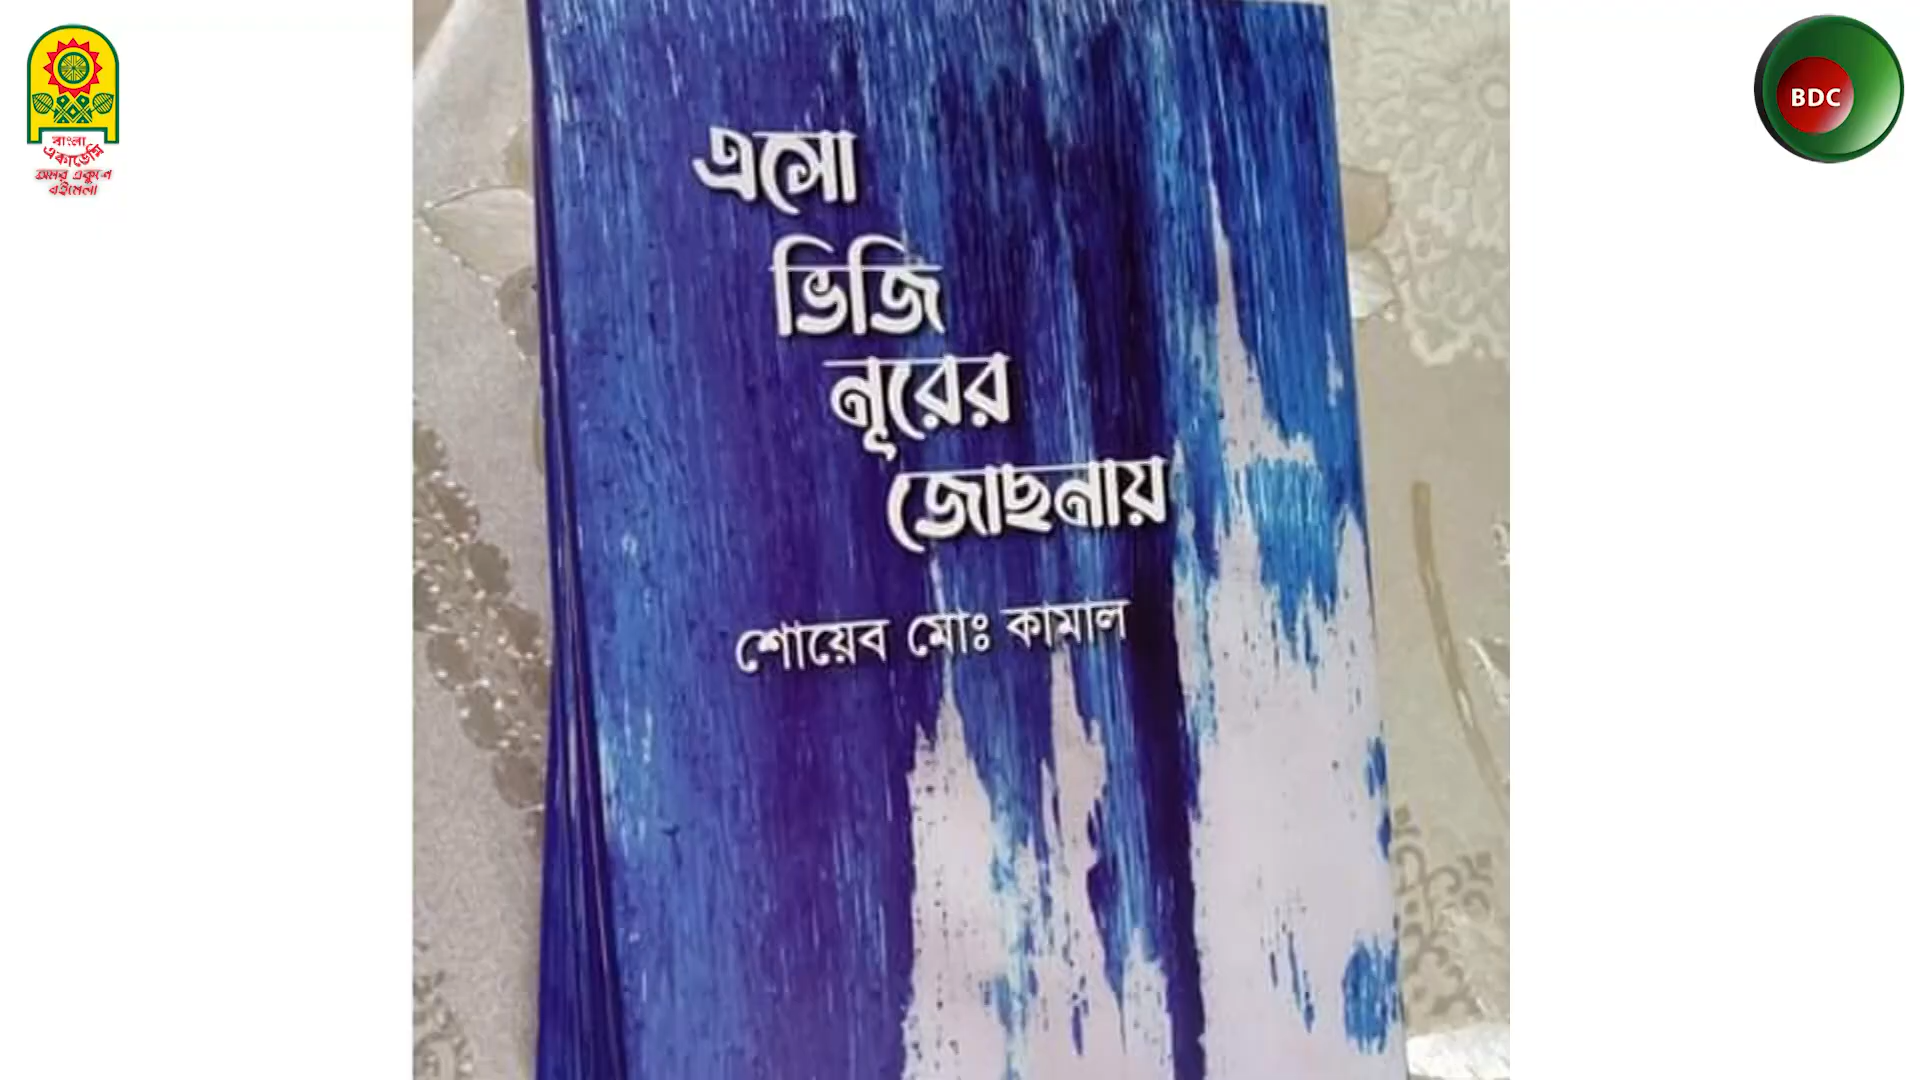 বাংলা
একাডেমি
অমর একুশে
বইমেলা
BDC
এসো
ভিজি
নূরের
জোছনায়
শোয়েব মোঃ কামাল